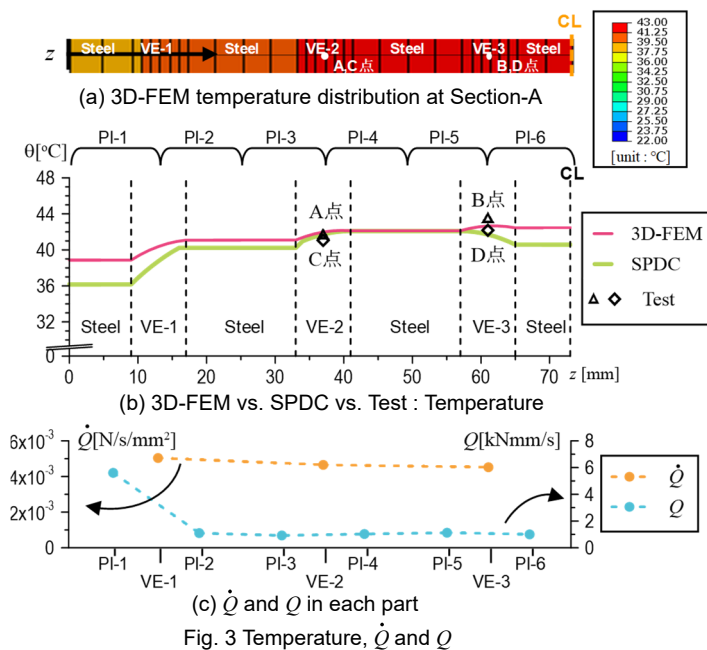 CL
z Steel VE-1 Steel VE-2 Steel VE-3 Steel
A,C点 B,D点
43.00
41.25
39.50
37.75
36.00
34.25
32.50
30.75
29.00
27.25
25.50
23.75
22.00
[unit : °C]
(a) 3D-FEM temperature distribution at Section-A
θ[°C] PI-1 PI-2 PI-3 PI-4 PI-5 PI-6
CL
48
44
40
36
32
0
A点 B点
C点 D点
Steel VE-1 Steel VE-2 Steel VE-3 Steel
0 10 20 30 40 50 60 70 z [mm]
3D-FEM
SPDC
Test
(b) 3D-FEM vs. SPDC vs. Test : Temperature
Q̇[N/s/mm²] Q[kNmm/s]
6x10⁻³
4x10⁻³
2x10⁻³
0
8
6
4
2
0
Q̇
Q
PI-1 PI-2 PI-3 PI-4 PI-5 PI-6
VE-1 VE-2 VE-3
(c) Q̇ and Q in each part
Fig. 3 Temperature, Q̇ and Q